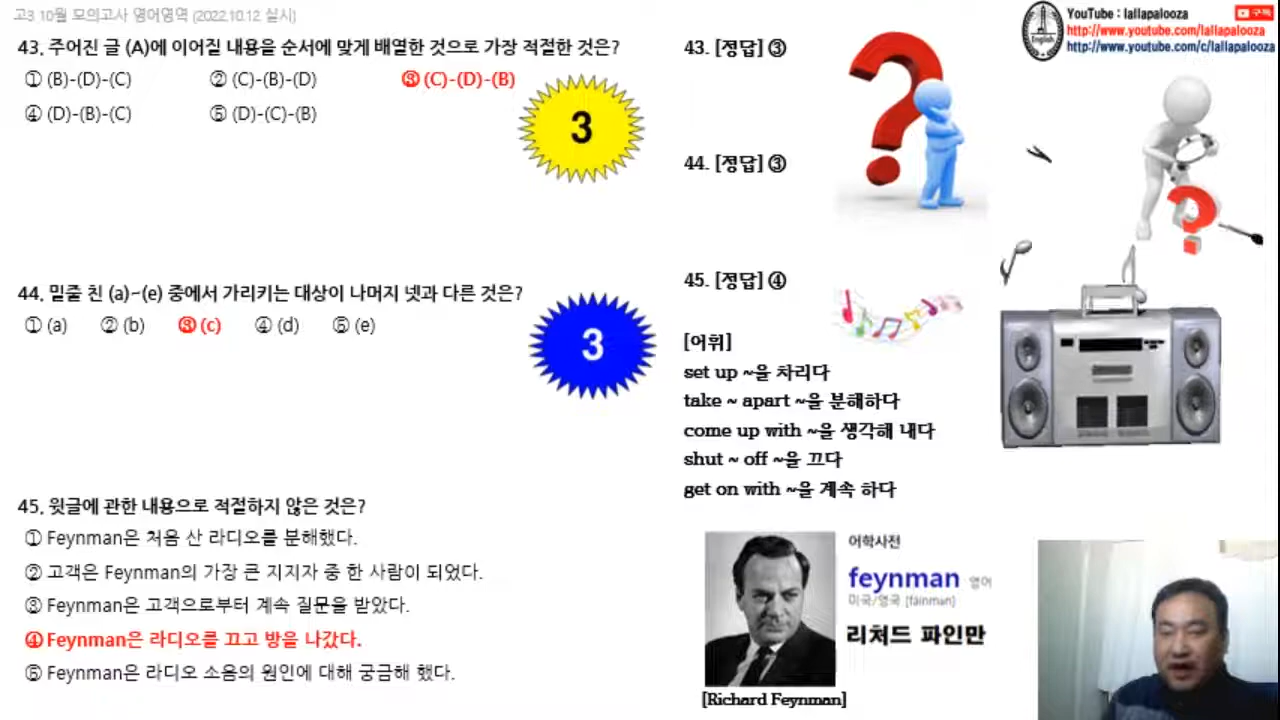 고3 10월 모의고사 영어영역 (2022.10.12 실시)
43. 주어진 글 (A)에 이어질 내용을 순서에 맞게 배열한 것으로 가장 적절한 것은?
① (B)-(D)-(C) ② (C)-(B)-(D) ③ (C)-(D)-(B)
④ (D)-(B)-(C) ⑤ (D)-(C)-(B)
3
44. 밑줄 친 (a)~(e) 중에서 가리키는 대상이 나머지 넷과 다른 것은?
① (a) ② (b) ③ (c) ④ (d) ⑤ (e)
3
45. 윗글에 관한 내용으로 적절하지 않은 것은?
① Feynman은 처음 산 라디오를 분해했다.
② 고객은 Feynman의 가장 큰 지지자 중 한 사람이 되었다.
③ Feynman은 고객으로부터 계속 질문을 받았다.
④ Feynman은 라디오를 끄고 방을 나갔다.
⑤ Feynman은 라디오 소음의 원인에 대해 궁금해 했다.
43. [정답] ③
44. [정답] ③
45. [정답] ④
[어휘]
set up ~을 차리다
take ~ apart ~을 분해하다
come up with ~을 생각해 내다
shut ~ off ~을 끄다
get on with ~을 계속 하다
어학사전
feynman 영어
미국/영국 [fáinmən]
리처드 파인만
[Richard Feynman]
English
YouTube : lallapalooza
구독
http://www.youtube.com/lallapalooza
http://www.youtube.com/c/lallapalooza